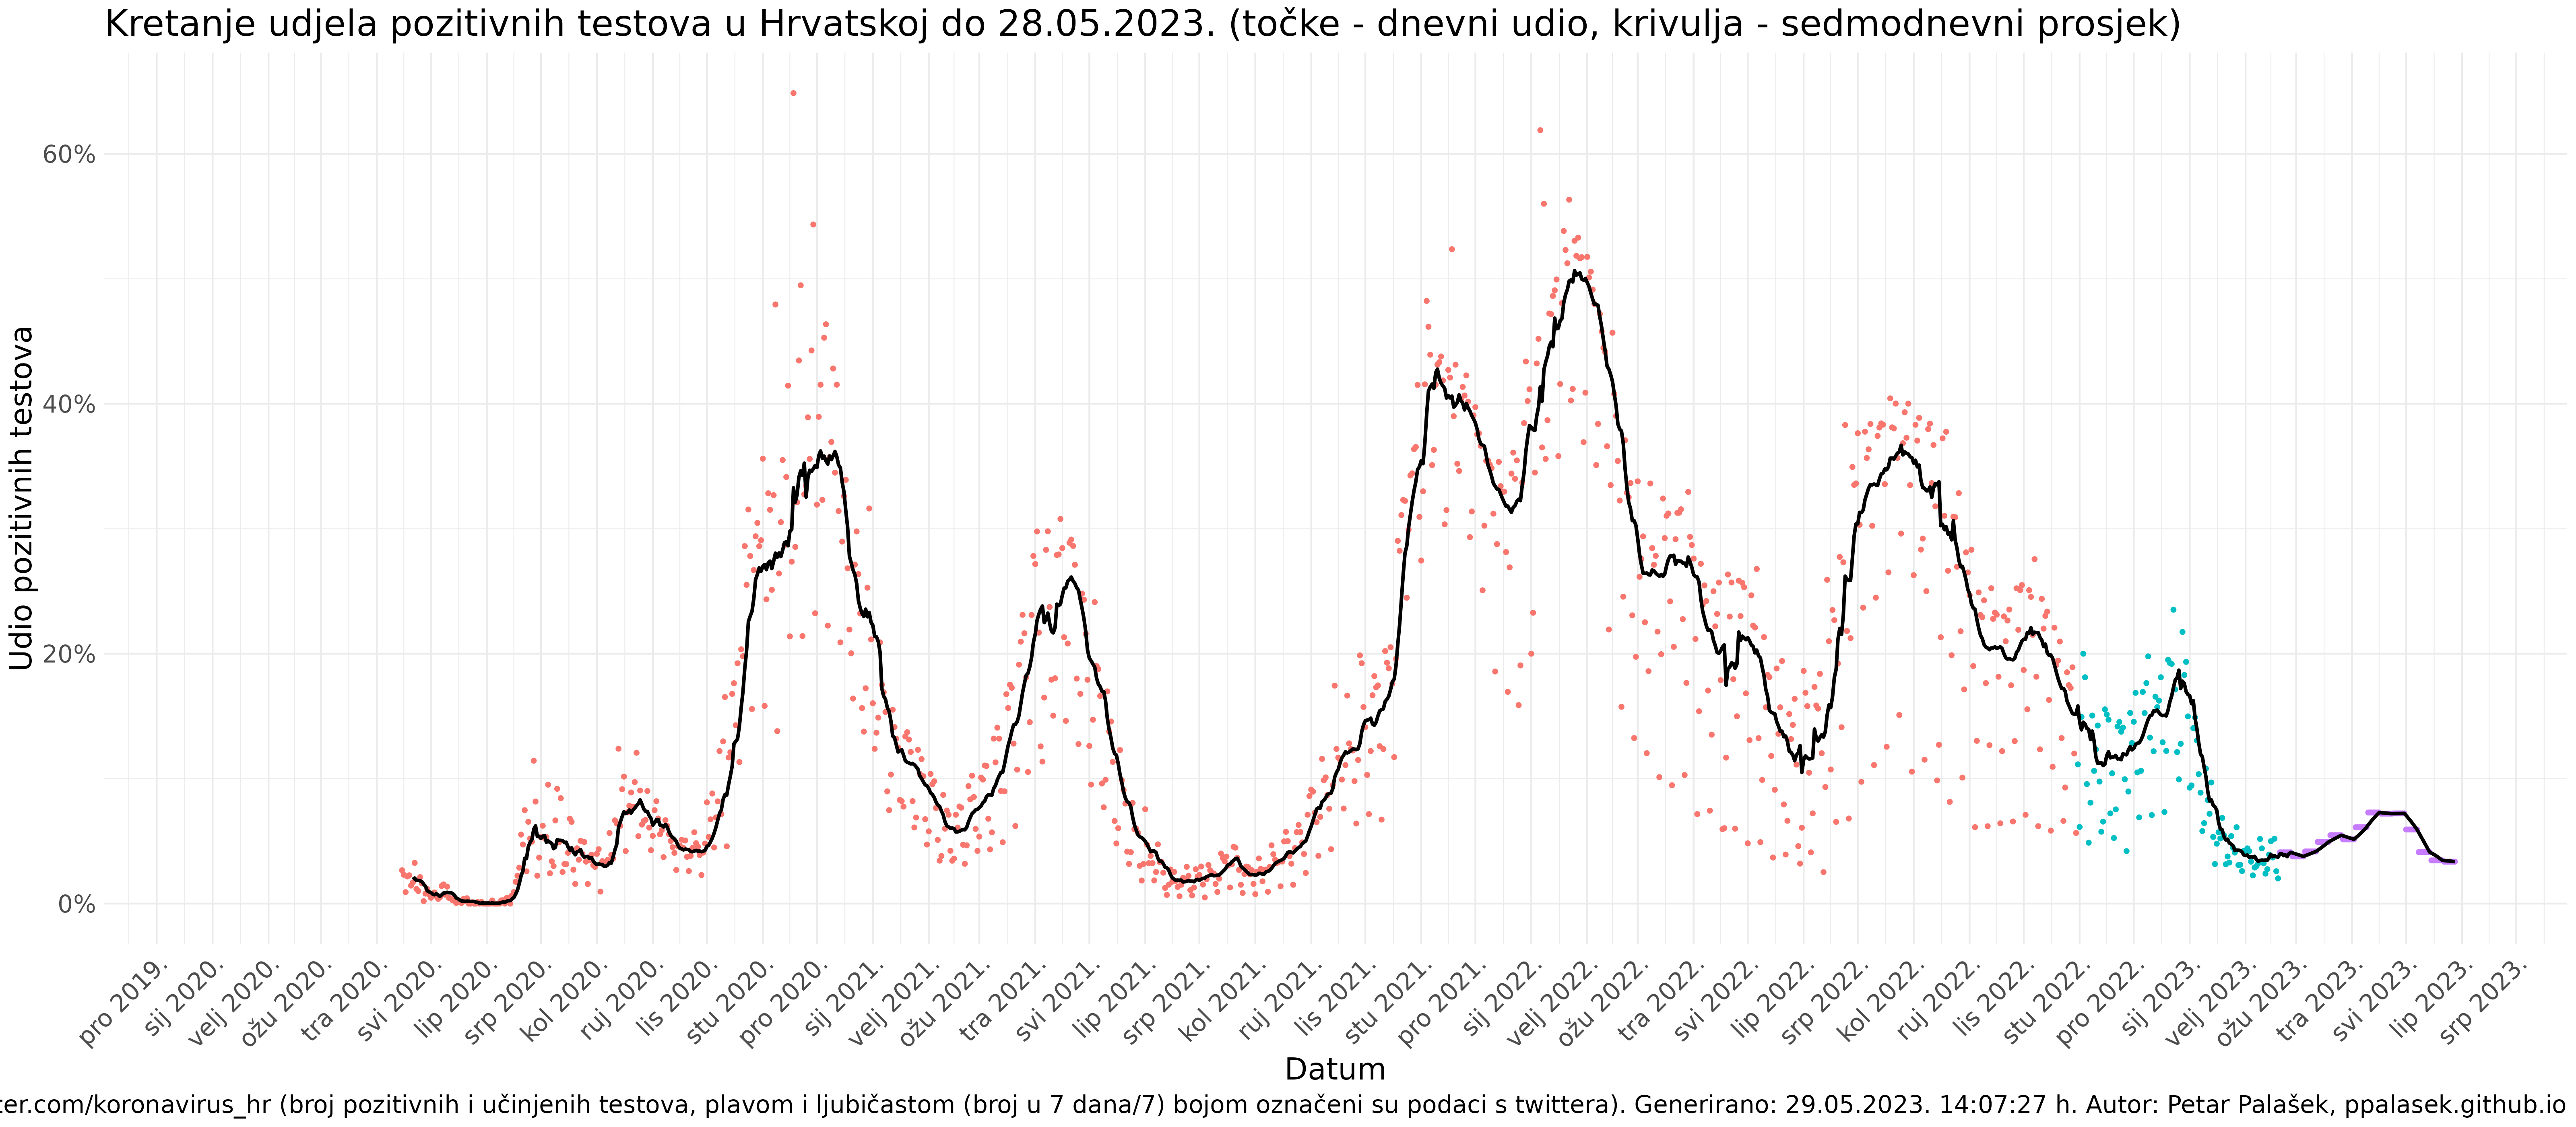 Kretanje udjela pozitivnih testova u Hrvatskoj do 28.05.2023. (točke - dnevni udio, krivulja - sedmodnevni prosjek)
Udio pozitivnih testova
60%
40%
20%
0%
pro 2019.
sij 2020.
velj 2020.
ožu 2020.
tra 2020.
svi 2020.
lip 2020.
srp 2020.
kol 2020.
ruj 2020.
lis 2020.
stu 2020.
pro 2020.
sij 2021.
velj 2021.
ožu 2021.
tra 2021.
svi 2021.
lip 2021.
srp 2021.
kol 2021.
ruj 2021.
lis 2021.
stu 2021.
pro 2021.
sij 2022.
velj 2022.
ožu 2022.
tra 2022.
svi 2022.
lip 2022.
srp 2022.
kol 2022.
ruj 2022.
lis 2022.
stu 2022.
pro 2022.
sij 2023.
velj 2023.
ožu 2023.
tra 2023.
svi 2023.
lip 2023.
srp 2023.
Datum
ter.com/koronavirus_hr (broj pozitivnih i učinjenih testova, plavom i ljubičastom (broj u 7 dana/7) bojom označeni su podaci s twittera). Generirano: 29.05.2023. 14:07:27 h. Autor: Petar Palašek, ppalasek.github.io